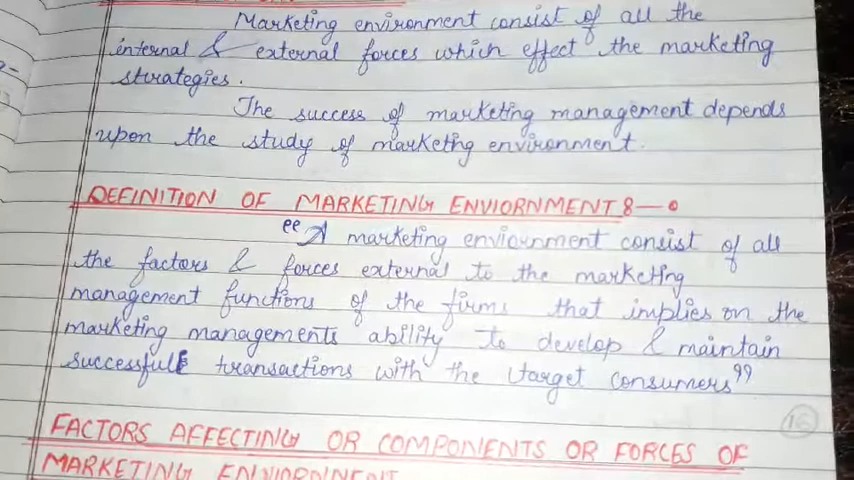 Marketing environment consist of all the
internal & external forces which effect the marketing
strategies.
The success of marketing management depends
upon the study of marketing environment.
DEFINITION OF MARKETING ENVIORNMENT :—•
"A marketing enviornment consist of all
the factors & forces external to the marketing
management functions of the firms that implies on the
marketing managements ability to develop & maintain
successful transactions with the target consumers"
16
FACTORS AFFECTING OR COMPONENTS OR FORCES OF
MARKETING ENVIORNMENT